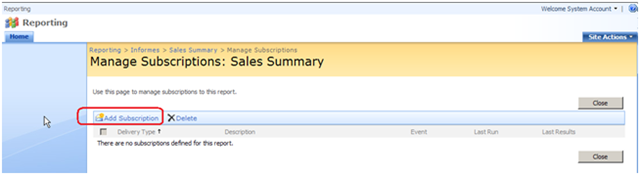 Reporting
Welcome System Account
Reporting
Home
Site Actions
Reporting > Informes > Sales Summary > Manage Subscriptions
Manage Subscriptions: Sales Summary
Use this page to manage subscriptions to this report.
Close
Add Subscription Delete
Delivery Type ↑ Description Event Last Run Last Results
There are no subscriptions defined for this report.
Close